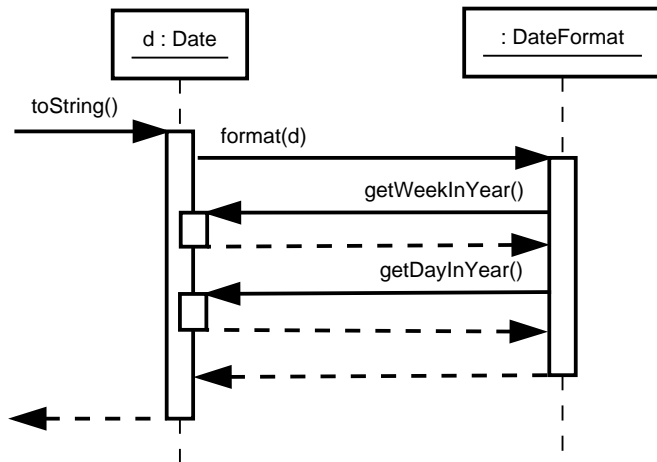 d : Date
: DateFormat
toString()
format(d)
getWeekInYear()
getDayInYear()